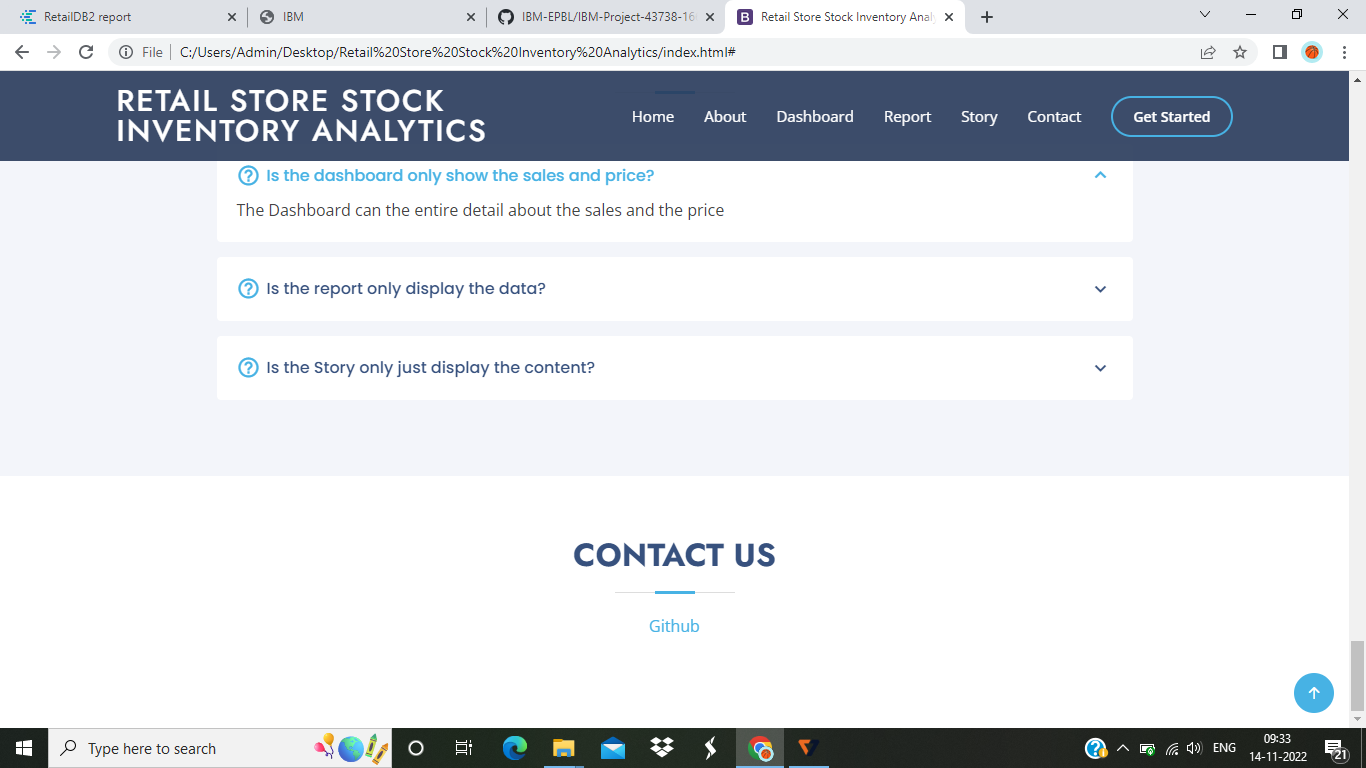 RetailDB2 report
IBM
IBM-EPBL/IBM-Project-43738-16
Retail Store Stock Inventory Anal
File
C:/Users/Admin/Desktop/Retail%20Store%20Stock%20Inventory%20Analytics/index.html#
RETAIL STORE STOCK
INVENTORY ANALYTICS
Home About Dashboard Report Story Contact Get Started
Is the dashboard only show the sales and price?
The Dashboard can the entire detail about the sales and the price
Is the report only display the data?
Is the Story only just display the content?
CONTACT US
Github
Type here to search
ENG
09:33
14-11-2022
21